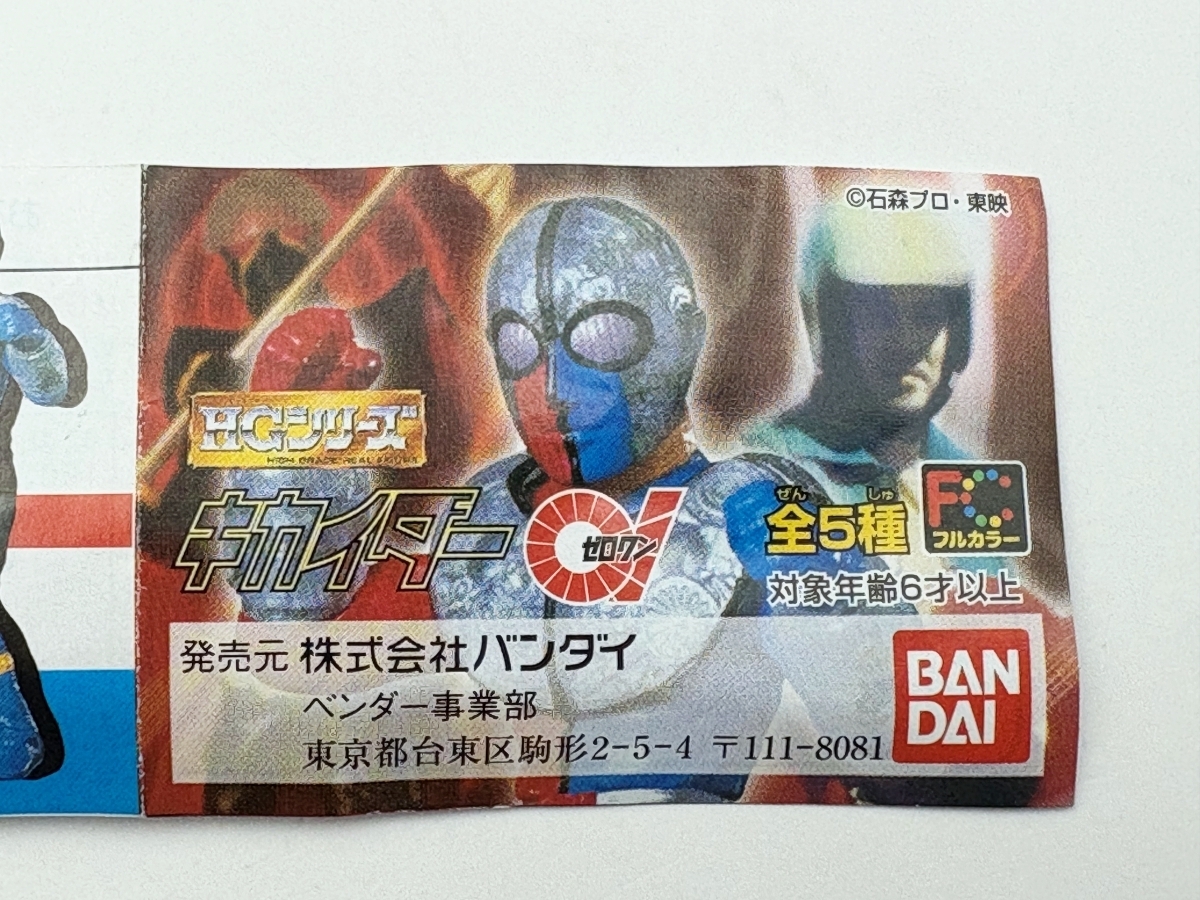 ©石森プロ・東映
HGシリーズ
HIGH GRADE REAL FIGURE
キカイダー
ゼロワン
01
ぜん しゅ
全5種
FC
フルカラー
対象年齢6才以上
発売元 株式会社バンダイ
ベンダー事業部
東京都台東区駒形2-5-4 〒111-8081
BAN
DAI